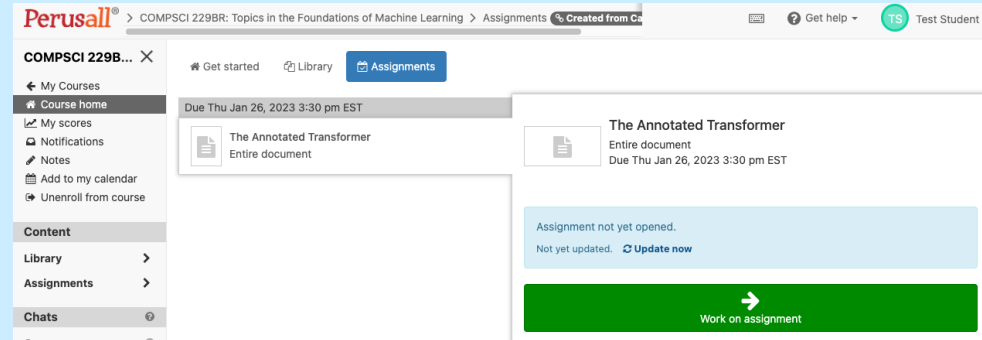 Perusall® > COMPSCI 229BR: Topics in the Foundations of Machine Learning > Assignments Created from Ca
Get help
TS Test Student
COMPSCI 229B...
My Courses
Course home
My scores
Notifications
Notes
Add to my calendar
Unenroll from course
Content
Library
Assignments
Chats
Get started Library Assignments
Due Thu Jan 26, 2023 3:30 pm EST
The Annotated Transformer
Entire document
The Annotated Transformer
Entire document
Due Thu Jan 26, 2023 3:30 pm EST
Assignment not yet opened.
Not yet updated. Update now
Work on assignment